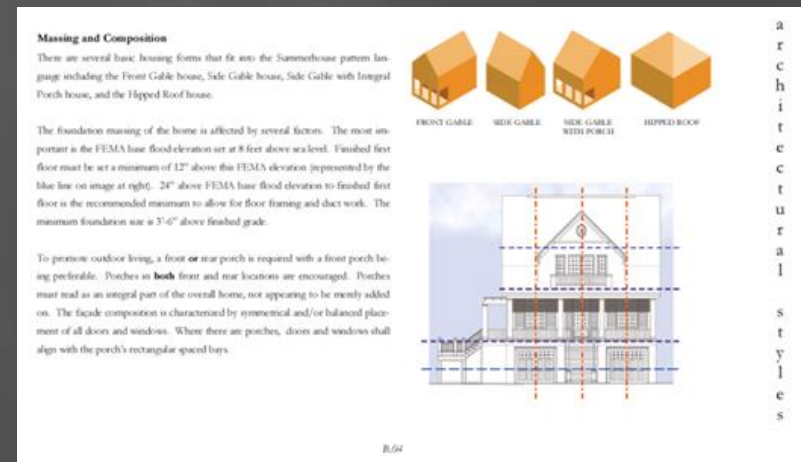 Massing and Composition
There are several basic housing forms that fit into the Summerhouse pattern lan-
guage including the Front Gable house, Side Gable house, Side Gable with Integral
Porch house, and the Hipped Roof house.
The foundation massing of the home is affected by several factors. The most im-
portant is the FEMA base flood elevation set at 8 feet above sea level. Finished first
floor must be set a minimum of 12" above this FEMA elevation (represented by the
blue line on image at right). 24" above FEMA base flood elevation to finished first
floor is the recommended minimum to allow for floor framing and duct work. The
minimum foundation size is 3'-6" above finished grade.
To promote outdoor living, a front or rear porch is required with a front porch be-
ing preferable. Porches in both front and rear locations are encouraged. Porches
must read as an integral part of the overall home, not appearing to be merely added
on. The façade composition is characterized by symmetrical and/or balanced place-
ment of all doors and windows. Where there are porches, doors and windows shall
align with the porch's rectangular spaced bays.
FRONT GABLE
SIDE GABLE
SIDE GABLE
WITH PORCH
HIPPED ROOF
architectural styles
B.04